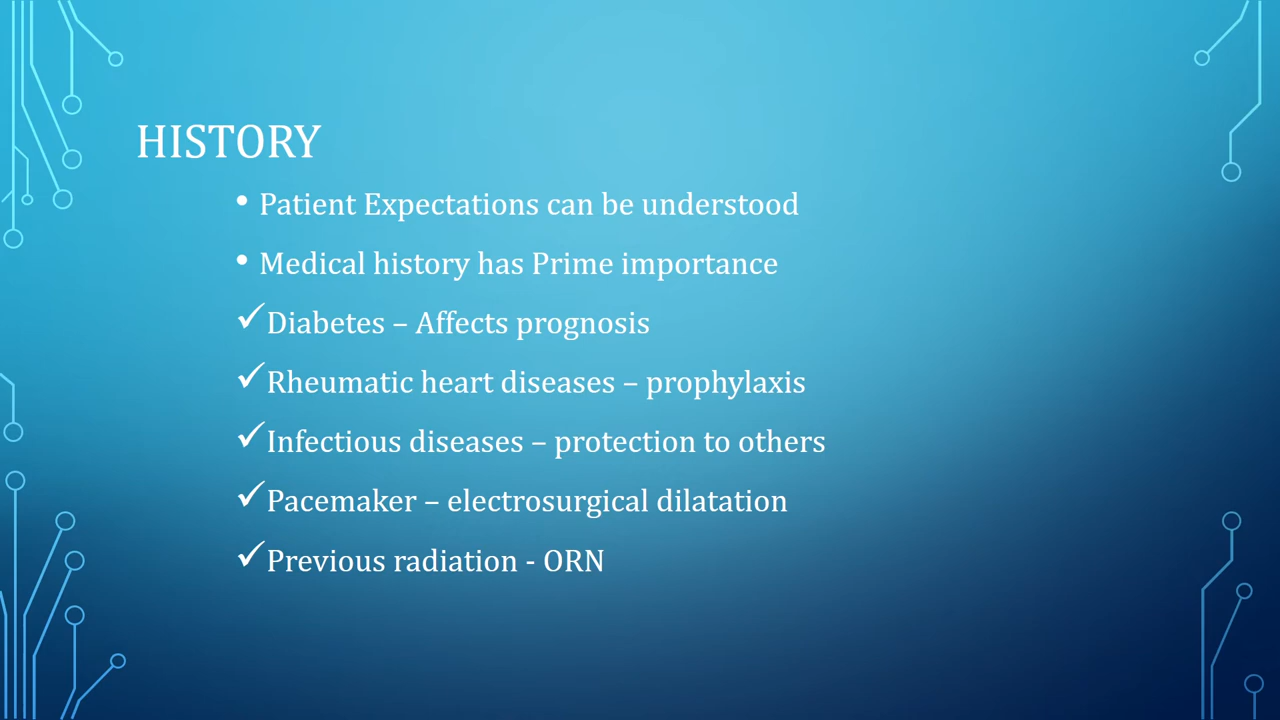 HISTORY
• Patient Expectations can be understood
• Medical history has Prime importance
✓Diabetes – Affects prognosis
✓Rheumatic heart diseases – prophylaxis
✓Infectious diseases – protection to others
✓Pacemaker – electrosurgical dilatation
✓Previous radiation - ORN